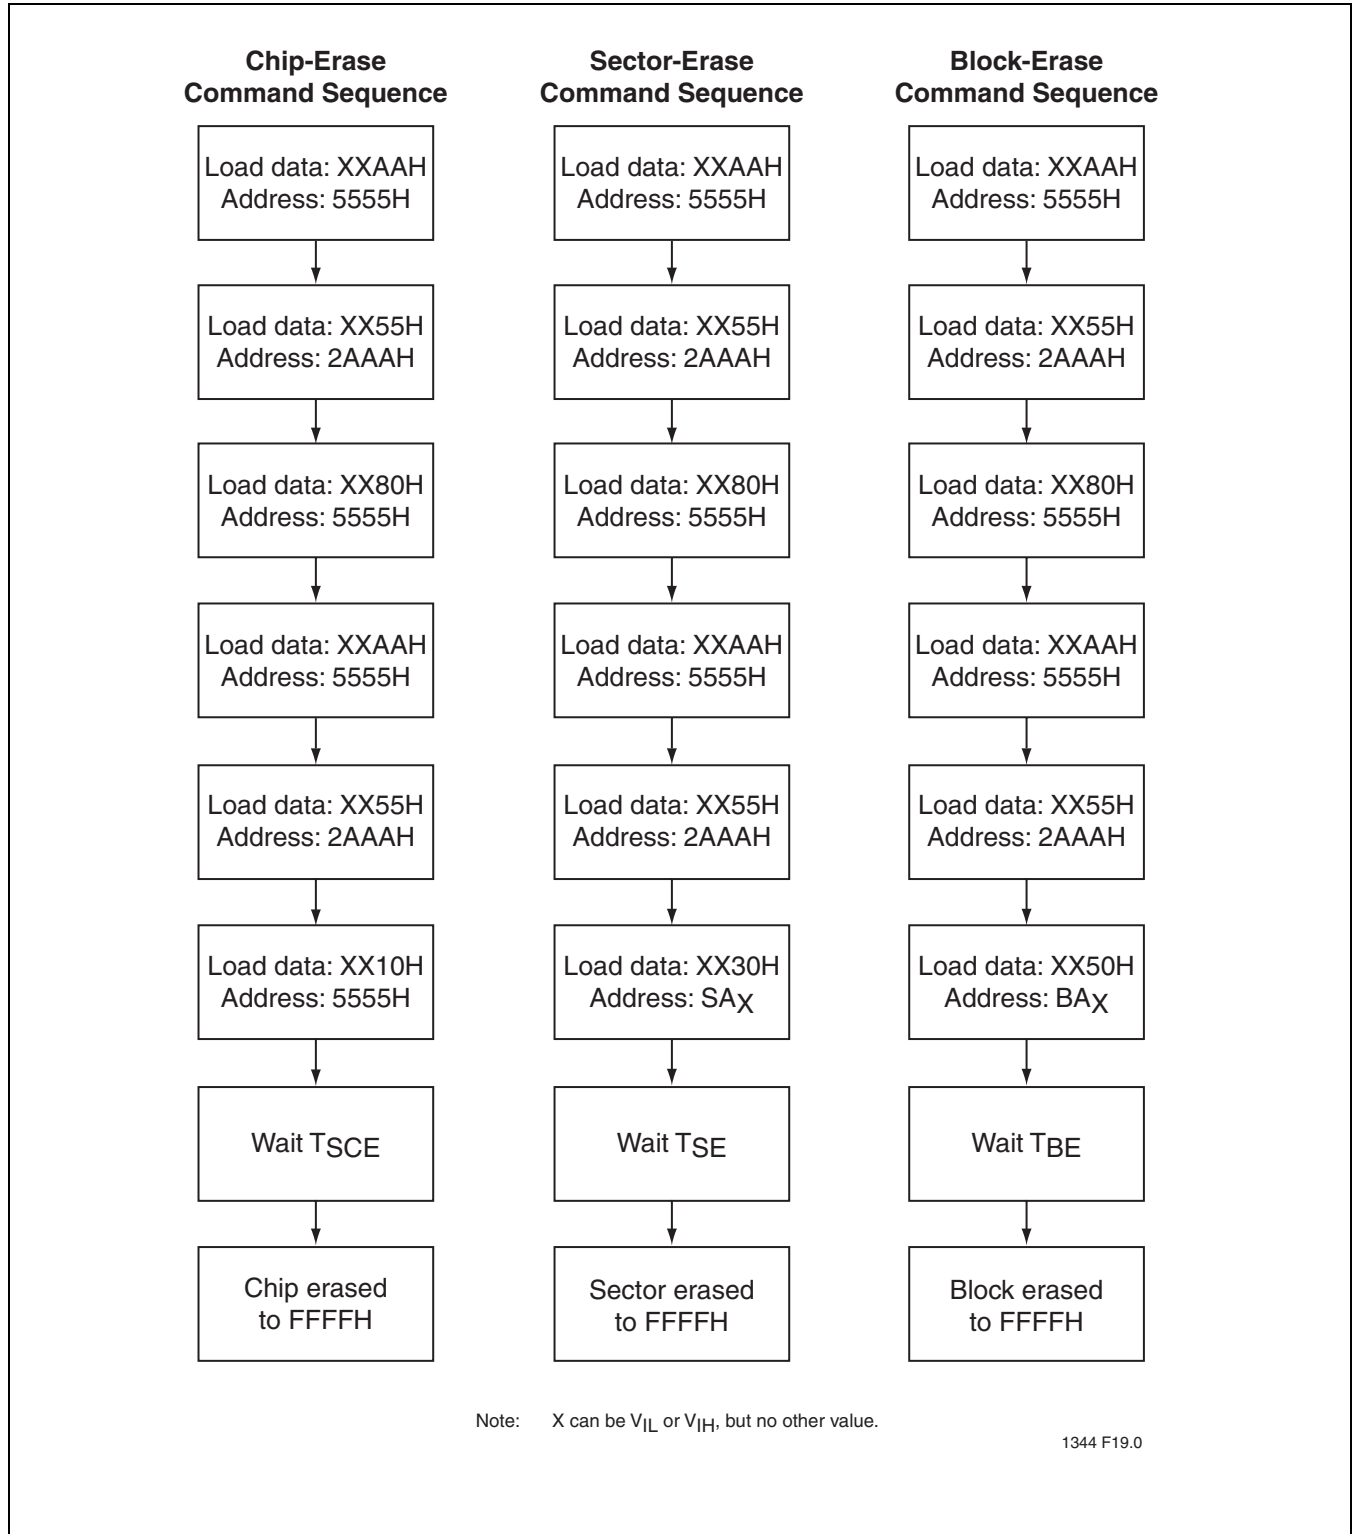 Chip-Erase
Command Sequence
Load data: XXAAH
Address: 5555H
Load data: XX55H
Address: 2AAAH
Load data: XX80H
Address: 5555H
Load data: XXAAH
Address: 5555H
Load data: XX55H
Address: 2AAAH
Load data: XX10H
Address: 5555H
Wait TSCE
Chip erased
to FFFFH
Sector-Erase
Command Sequence
Load data: XXAAH
Address: 5555H
Load data: XX55H
Address: 2AAAH
Load data: XX80H
Address: 5555H
Load data: XXAAH
Address: 5555H
Load data: XX55H
Address: 2AAAH
Load data: XX30H
Address: SAX
Wait TSE
Sector erased
to FFFFH
Block-Erase
Command Sequence
Load data: XXAAH
Address: 5555H
Load data: XX55H
Address: 2AAAH
Load data: XX80H
Address: 5555H
Load data: XXAAH
Address: 5555H
Load data: XX55H
Address: 2AAAH
Load data: XX50H
Address: BAX
Wait TBE
Block erased
to FFFFH
Note: X can be VIL or VIH, but no other value.
1344 F19.0